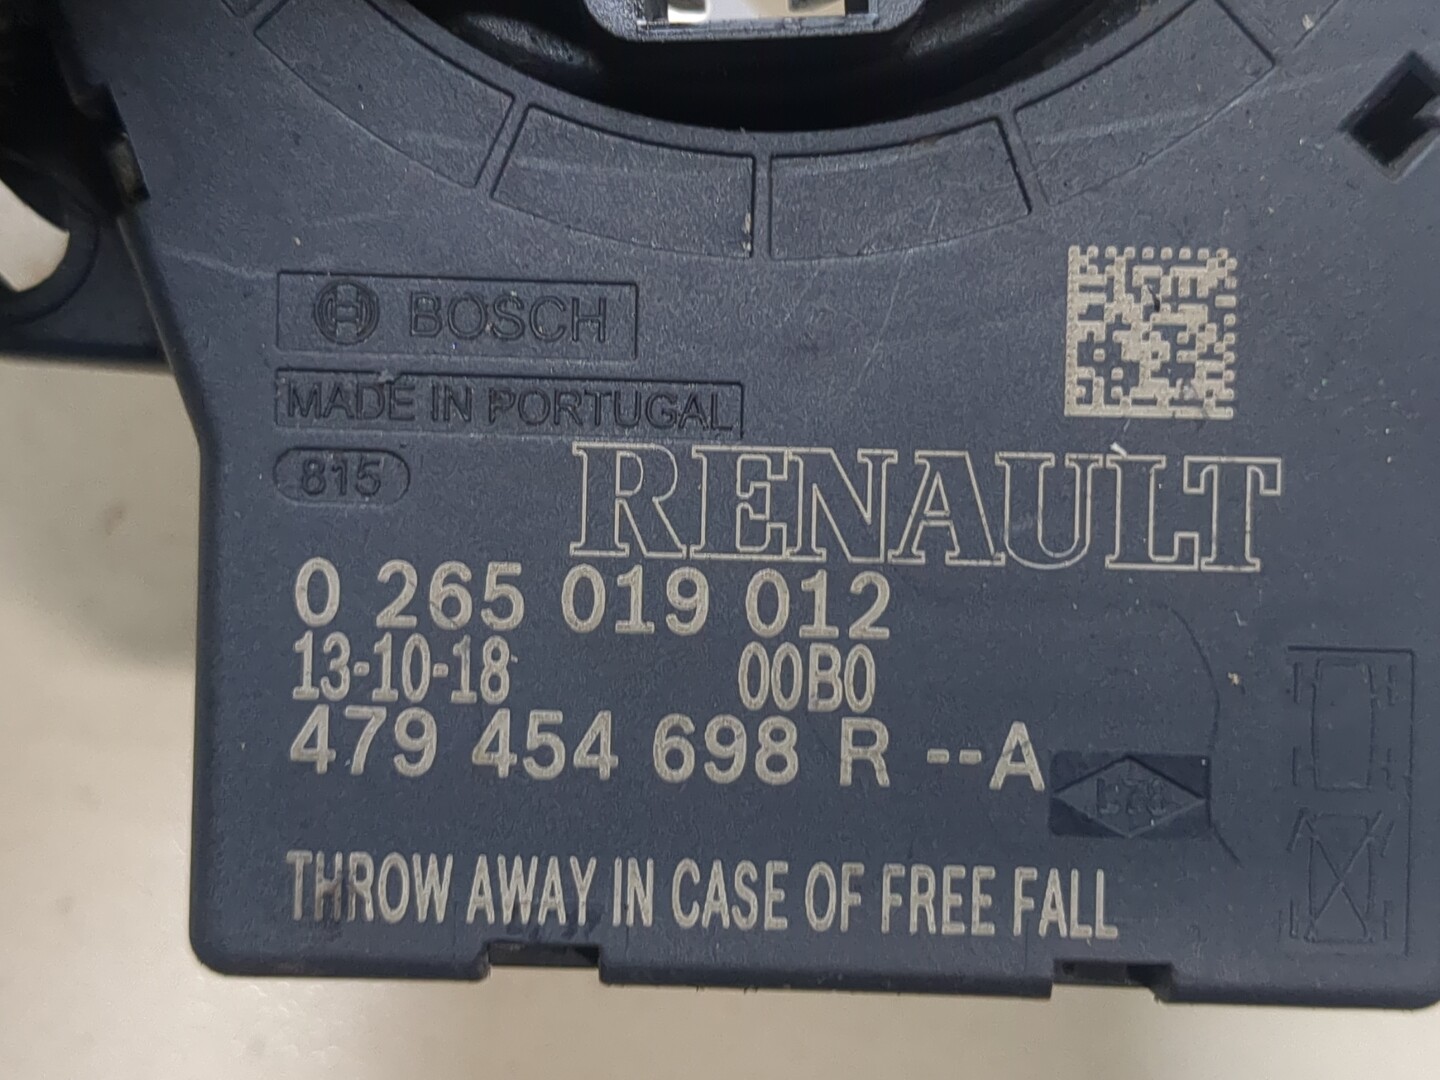 BOSCH
MADE IN PORTUGAL
815
RENAULT
0 265 019 012
13-10-18 00B0
479 454 698 R --A
THROW AWAY IN CASE OF FREE FALL